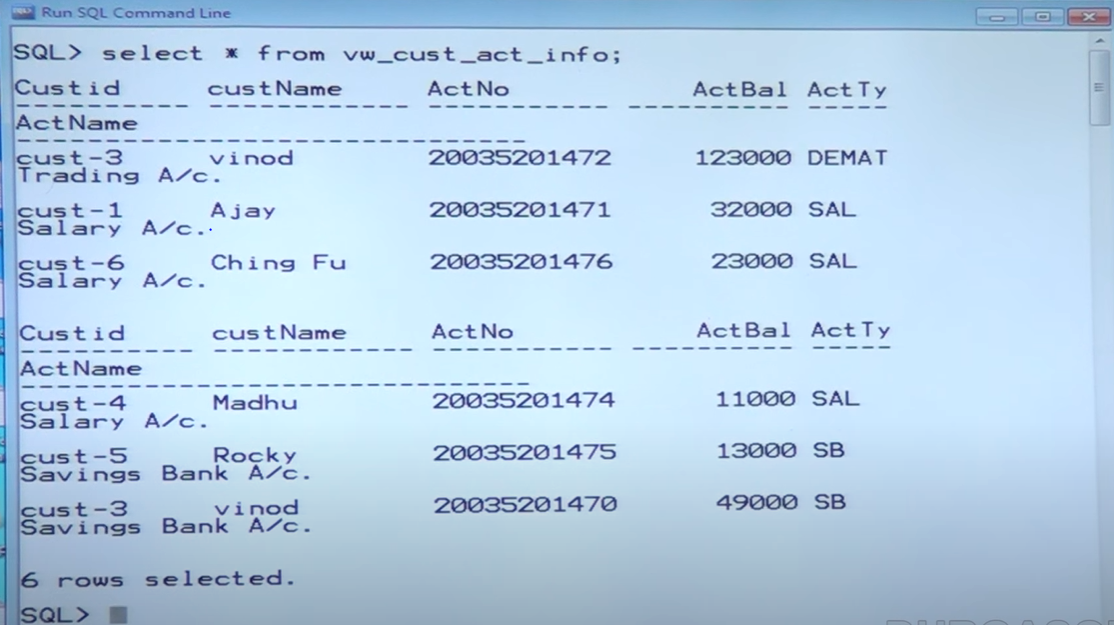 Run SQL Command Line
SQL> select * from vw_cust_act_info;
Custid custName ActNo ActBal ActTy
---------- ------------ ----------- ---------- -----
ActName
------------------------------
cust-3 vinod 20035201472 123000 DEMAT
Trading A/c.
cust-1 Ajay 20035201471 32000 SAL
Salary A/c.
cust-6 Ching Fu 20035201476 23000 SAL
Salary A/c.
Custid custName ActNo ActBal ActTy
---------- ------------ ----------- ---------- -----
ActName
------------------------------
cust-4 Madhu 20035201474 11000 SAL
Salary A/c.
cust-5 Rocky 20035201475 13000 SB
Savings Bank A/c.
cust-3 vinod 20035201470 49000 SB
Savings Bank A/c.
6 rows selected.
SQL>